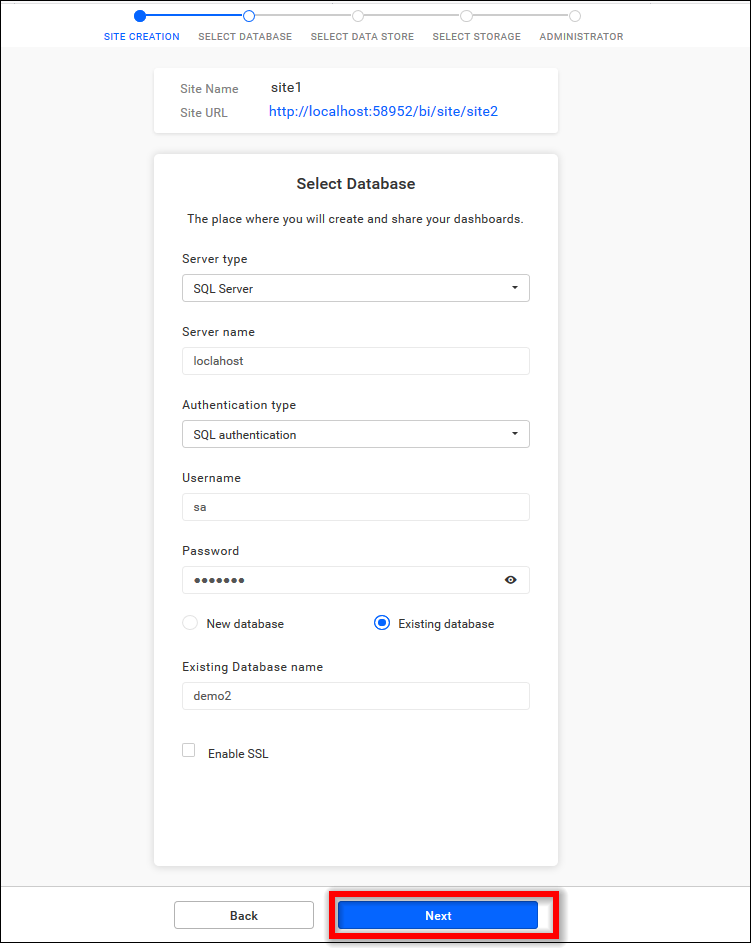 SITE CREATION SELECT DATABASE SELECT DATA STORE SELECT STORAGE ADMINISTRATOR
Site Name site1
Site URL http://localhost:58952/bi/site/site2
Select Database
The place where you will create and share your dashboards.
Server type
SQL Server
Server name
loclahost
Authentication type
SQL authentication
Username
sa
Password
●●●●●●●
New database Existing database
Existing Database name
demo2
Enable SSL
Back Next